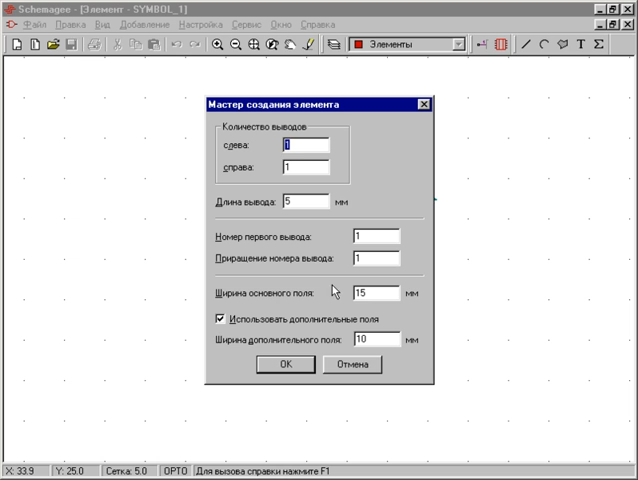 Schemagee - [Элемент - SYMBOL_1]
Файл Правка Вид Добавление Настройка Сервис Окно Справка
Элементы
Мастер создания элемента
Количество выводов
слева: 1
справа: 1
Длина вывода: 5 мм
Номер первого вывода: 1
Приращение номера вывода: 1
Ширина основного поля: 15 мм
Использовать дополнительные поля
Ширина дополнительного поля: 10 мм
OK Отмена
X: 33.9 Y: 25.0 Сетка: 5.0 ОРТО Для вызова справки нажмите F1